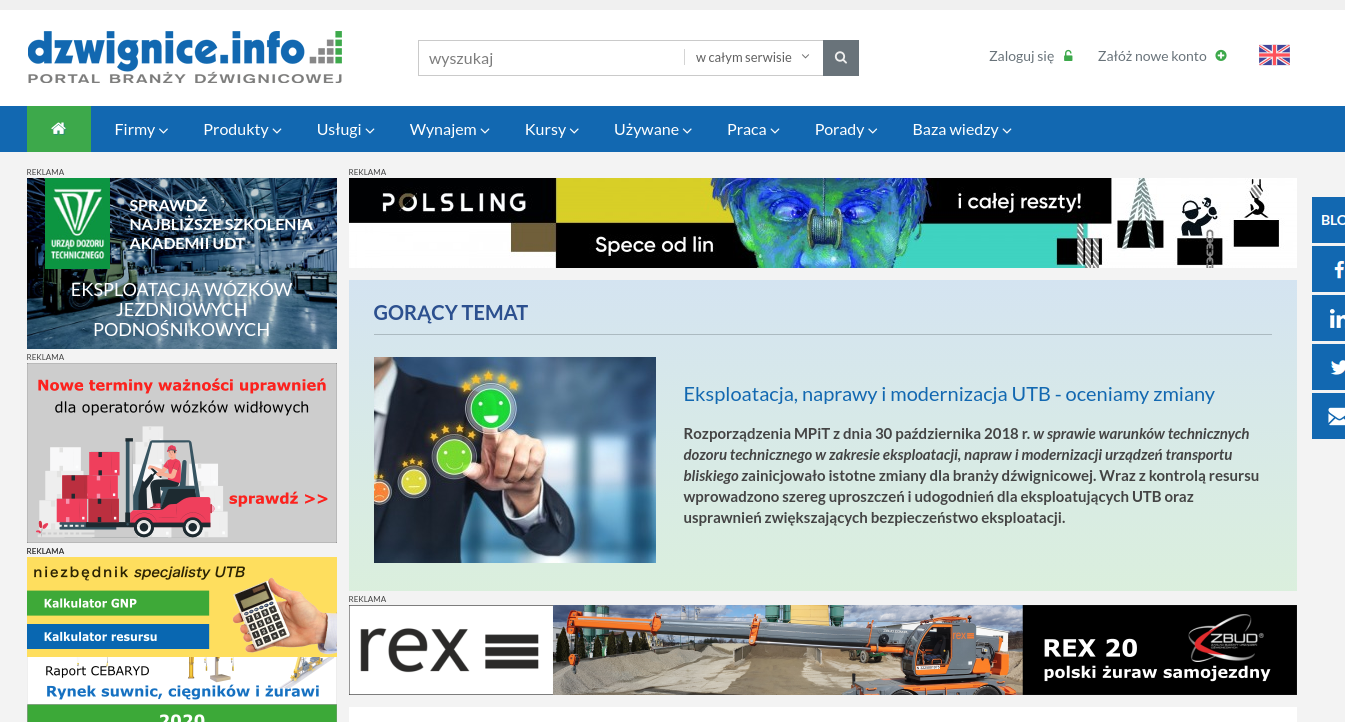 dzwignice.info
PORTAL BRANŻY DŹWIGNICOWEJ
wyszukaj
w całym serwisie
Zaloguj się
Załóż nowe konto
Firmy
Produkty
Usługi
Wynajem
Kursy
Używane
Praca
Porady
Baza wiedzy
REKLAMA
URZĄD DOZORU
TECHNICZNEGO
SPRAWDŹ
NAJBLIŻSZE SZKOLENIA
AKADEMII UDT
EKSPLOATACJA WÓZKÓW
JEZDNIOWYCH
PODNOŚNIKOWYCH
REKLAMA
Nowe terminy ważności uprawnień
dla operatorów wózków widłowych
sprawdź >>
REKLAMA
niezbędnik specjalisty UTB
Kalkulator GNP
Kalkulator resursu
Raport CEBARYD
Rynek suwnic, cięgników i żurawi
2020
REKLAMA
POLSLING
Spece od lin
i całej reszty!
GORĄCY TEMAT
Eksploatacja, naprawy i modernizacja UTB - oceniamy zmiany
Rozporządzenia MPiT z dnia 30 października 2018 r. w sprawie warunków technicznych
dozoru technicznego w zakresie eksploatacji, napraw i modernizacji urządzeń transportu
bliskiego zainicjowało istotne zmiany dla branży dźwignicowej. Wraz z kontrolą resursu
wprowadzono szereg uproszczeń i udogodnień dla eksploatujących UTB oraz
usprawnień zwiększających bezpieczeństwo eksploatacji.
REKLAMA
rex
rex
REX 20
polski żuraw samojezdny
ZBUD®
BLO